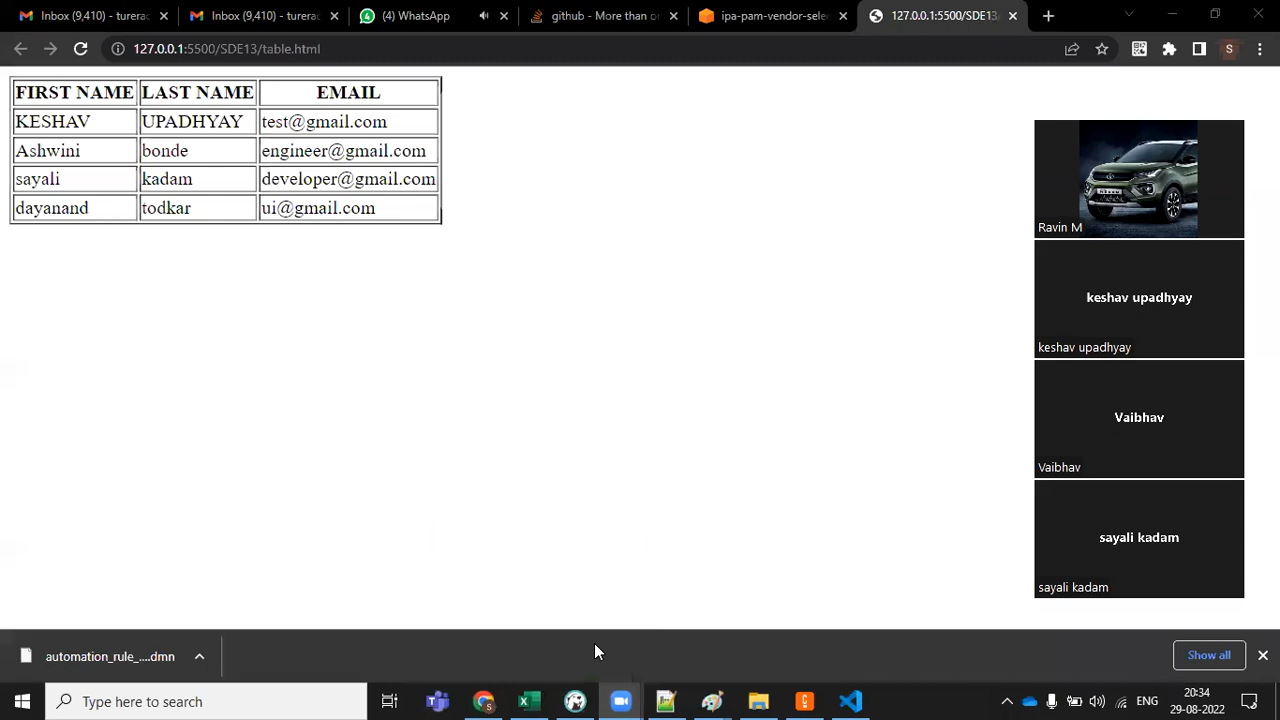 Inbox (9,410) - turerac
Inbox (9,410) - turerac
(4) WhatsApp
github - More than or
ipa-pam-vendor-sele
127.0.0.1:5500/SDE13/
127.0.0.1:5500/SDE13/table.html
S
FIRST NAME LAST NAME EMAIL
KESHAV UPADHYAY test@gmail.com
Ashwini bonde engineer@gmail.com
sayali kadam developer@gmail.com
dayanand todkar ui@gmail.com
Ravin M
keshav upadhyay
keshav upadhyay
Vaibhav
Vaibhav
sayali kadam
sayali kadam
automation_rule_....dmn
Show all
Type here to search
ENG
20:34
29-08-2022